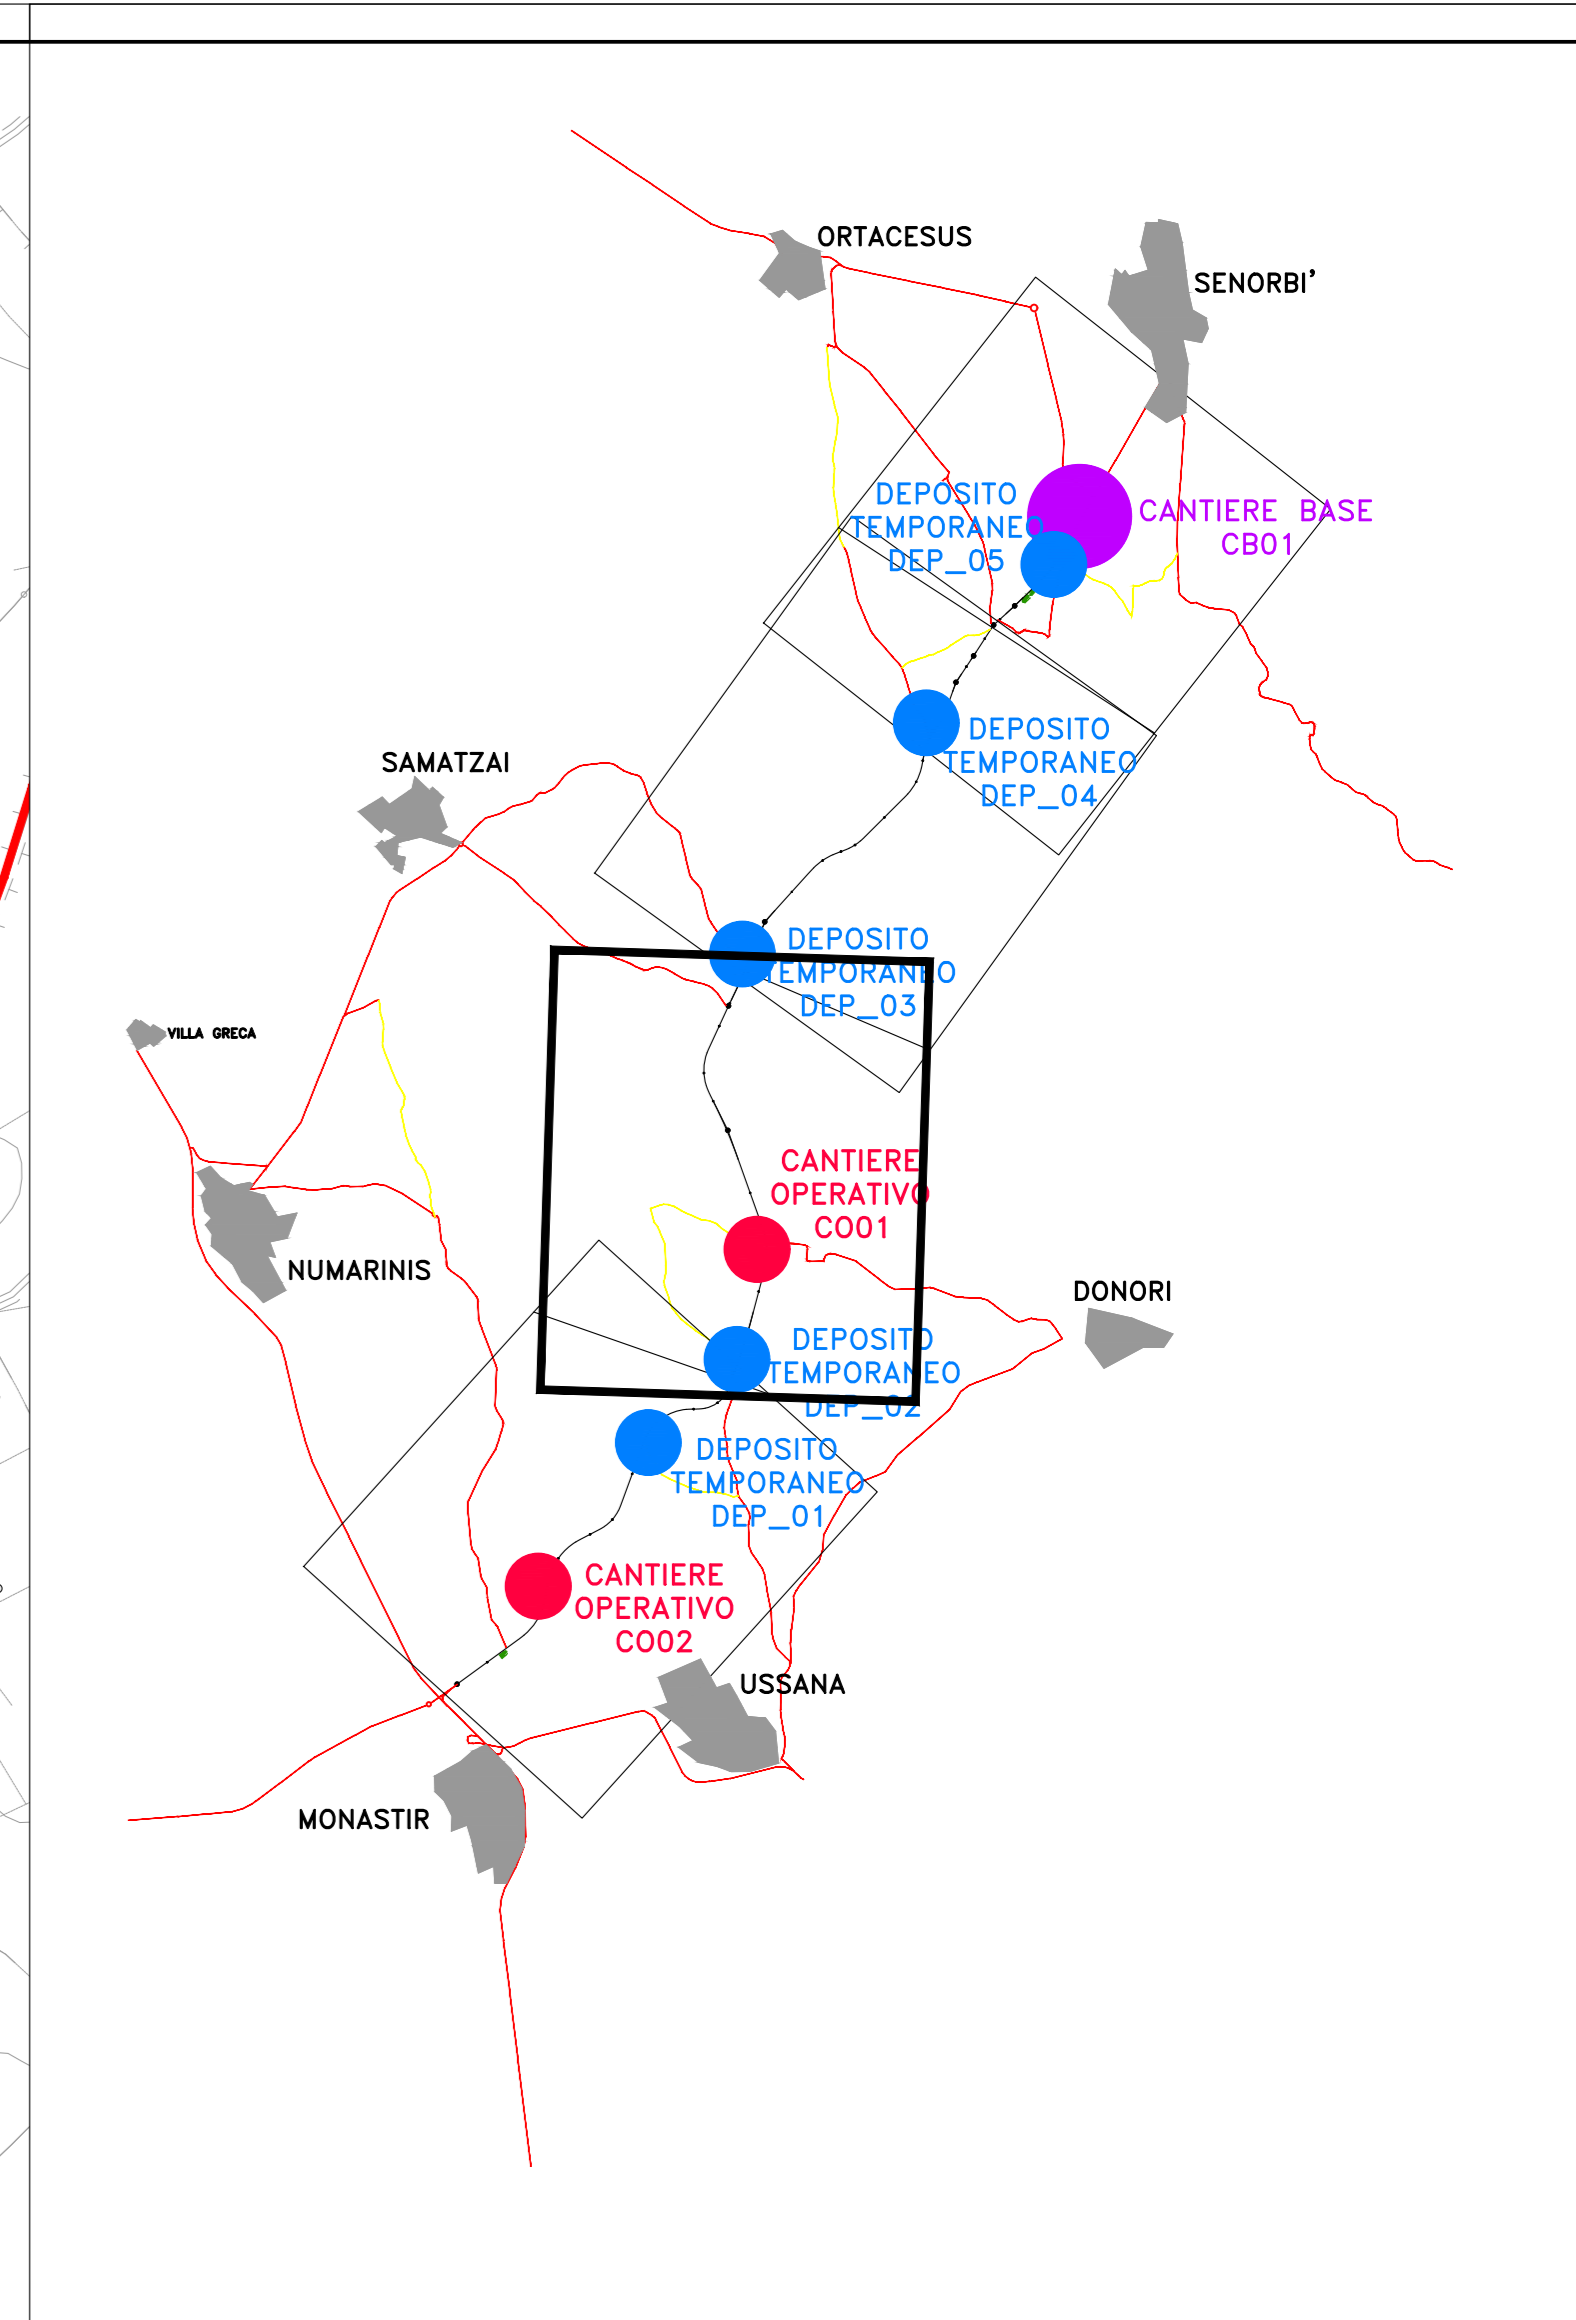 ORTACESUS
SENORBI'
DEPOSITO
TEMPORANEO
DEP_05
CANTIERE BASE
CB01
DEPOSITO
TEMPORANEO
DEP_04
SAMATZAI
DEPOSITO
TEMPORANEO
DEP_03
VILLA GRECA
CANTIERE
OPERATIVO
CO01
NUMARINIS
DONORI
DEPOSITO
TEMPORANEO
DEP_02
DEPOSITO
TEMPORANEO
DEP_01
CANTIERE
OPERATIVO
CO02
USSANA
MONASTIR